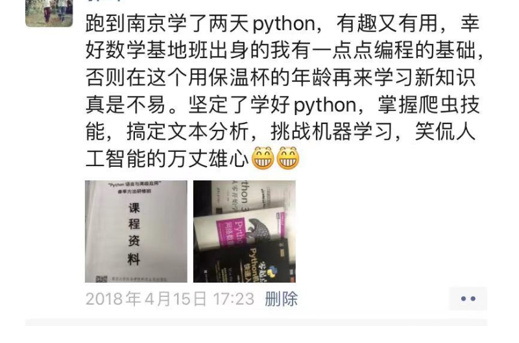 跑到南京学了两天python，有趣又有用，幸
好数学基地班出身的我有一点点编程的基础，
否则在这个用保温杯的年龄再来学习新知识
真是不易。坚定了学好python，掌握爬虫技
能，搞定文本分析，挑战机器学习，笑侃人
工智能的万丈雄心😁😁
课
程
资
料
Python
2018年4月15日 17:23 删除